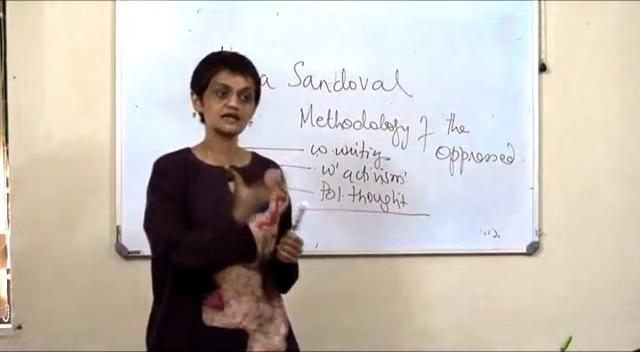 Sandoval
Methodology of the
oppressed
w. writing
w' activism'
Pol. thought